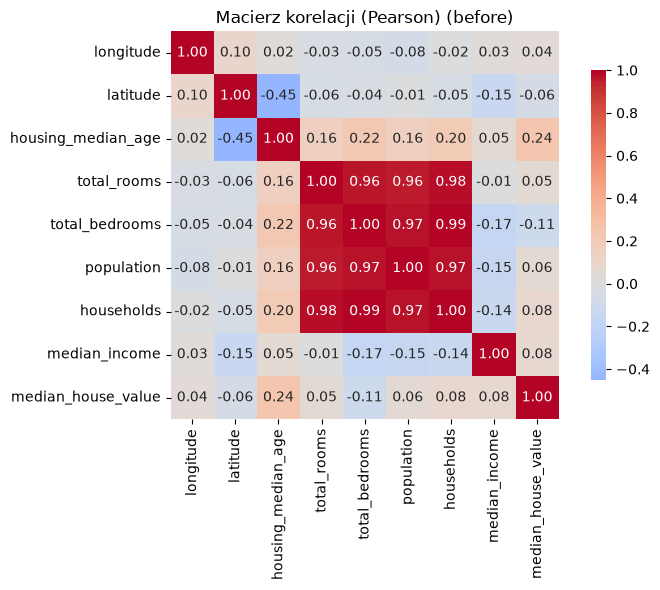 Macierz korelacji (Pearson) (before)
longitude 1.00 0.10 0.02 -0.03 -0.05 -0.08 -0.02 0.03 0.04
latitude 0.10 1.00 -0.45 -0.06 -0.04 -0.01 -0.05 -0.15 -0.06
housing_median_age 0.02 -0.45 1.00 0.16 0.22 0.16 0.20 0.05 0.24
total_rooms -0.03 -0.06 0.16 1.00 0.96 0.96 0.98 -0.01 0.05
total_bedrooms -0.05 -0.04 0.22 0.96 1.00 0.97 0.99 -0.17 -0.11
population -0.08 -0.01 0.16 0.96 0.97 1.00 0.97 -0.15 0.06
households -0.02 -0.05 0.20 0.98 0.99 0.97 1.00 -0.14 0.08
median_income 0.03 -0.15 0.05 -0.01 -0.17 -0.15 -0.14 1.00 0.08
median_house_value 0.04 -0.06 0.24 0.05 -0.11 0.06 0.08 0.08 1.00
longitude
latitude
housing_median_age
total_rooms
total_bedrooms
population
households
median_income
median_house_value
1.0
0.8
0.6
0.4
0.2
0.0
−0.2
−0.4